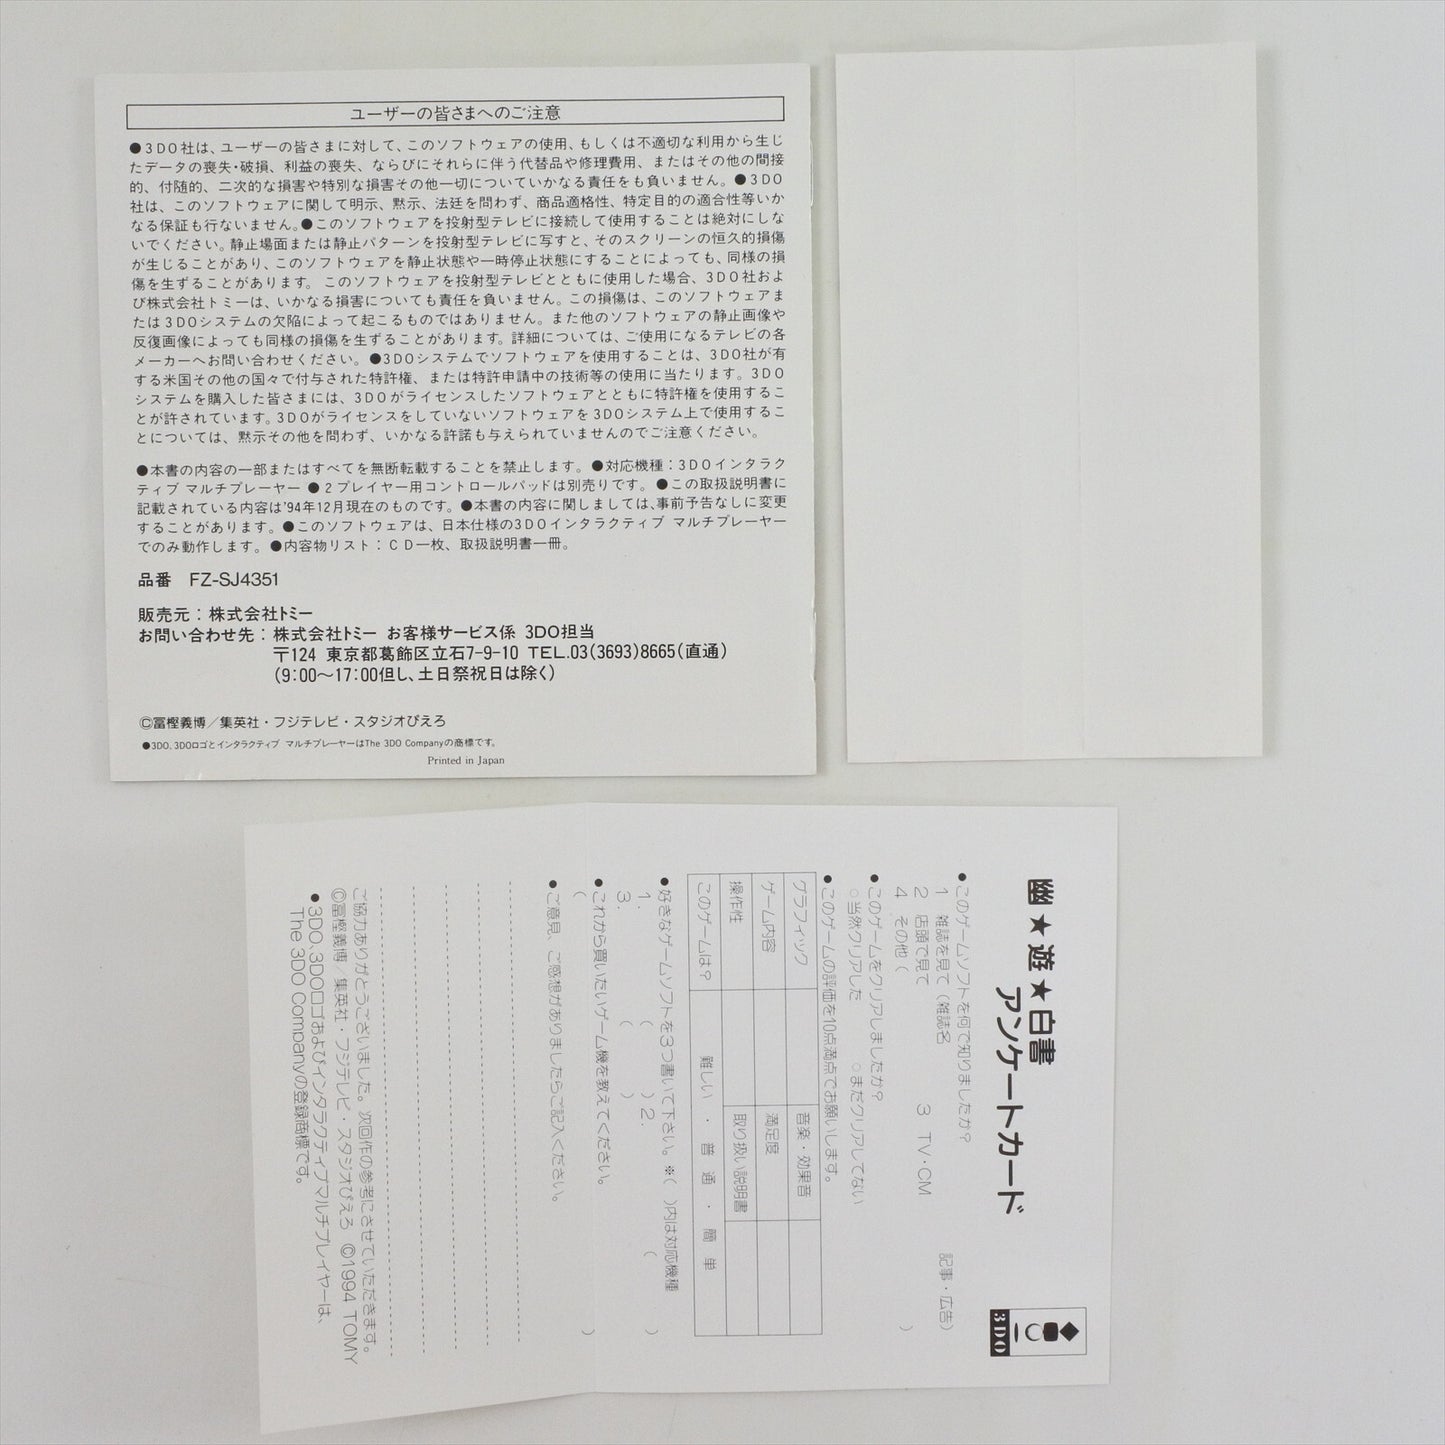 ユーザーの皆さまへのご注意
●3DO社は、ユーザーの皆さまに対して、このソフトウェアの使用、もしくは不適切な利用から生じ
たデータの喪失・破損、利益の喪失、ならびにそれらに伴う代替品や修理費用、またはその他の間接
的、付随的、二次的な損害や特別な損害その他一切についていかなる責任をも負いません。●3DO
社は、このソフトウェアに関して明示、黙示、法廷を問わず、商品適格性、特定目的の適合性等いか
なる保証も行ないません。●このソフトウェアを投射型テレビに接続して使用することは絶対にしな
いでください。静止場面または静止パターンを投射型テレビに写すと、そのスクリーンの恒久的損傷
が生じることがあり、このソフトウェアを静止状態や一時停止状態にすることによっても、同様の損
傷を生ずることがあります。 このソフトウェアを投射型テレビとともに使用した場合、3DO社およ
び株式会社トミーは、いかなる損害についても責任を負いません。この損傷は、このソフトウェアま
たは3DOシステムの欠陥によって起こるものではありません。また他のソフトウェアの静止画像や
反復画像によっても同様の損傷を生ずることがあります。詳細については、ご使用になるテレビの各
メーカーへお問い合わせください。●3DOシステムでソフトウェアを使用することは、3DO社が有
する米国その他の国々で付与された特許権、または特許申請中の技術等の使用に当たります。3DO
システムを購入した皆さまには、3DOがライセンスしたソフトウェアとともに特許権を使用するこ
とが許されています。3DOがライセンスをしていないソフトウェアを3DOシステム上で使用するこ
とについては、黙示その他を問わず、いかなる許諾も与えられていませんのでご注意ください。
●本書の内容の一部またはすべてを無断転載することを禁止します。●対応機種：3DOインタラク
ティブ マルチプレーヤー ●2プレイヤー用コントロールパッドは別売りです。●この取扱説明書に
記載されている内容は'94年12月現在のものです。●本書の内容に関しましては、事前予告なしに変更
することがあります。●このソフトウェアは、日本仕様の3DOインタラクティブ マルチプレーヤー
でのみ動作します。●内容物リスト：CD一枚、取扱説明書一冊。
品番 FZ-SJ4351
販売元：株式会社トミー
お問い合わせ先：株式会社トミー お客様サービス係 3DO担当
〒124 東京都葛飾区立石7-9-10 TEL.03(3693)8665(直通)
(9:00～17:00但し、土日祭祝日は除く)
©冨樫義博／集英社・フジテレビ・スタジオぴえろ
●3DO、3DOロゴとインタラクティブ マルチプレーヤーはThe 3DO Companyの商標です。
Printed in Japan
幽★遊★白書
アンケートカード
3DO
●このゲームソフトを何で知りましたか?
1 雑誌を見て(雑誌名 記事・広告)
2 店頭で見て 3 TV・CM
4 その他( )
●このゲームをクリアしましたか?
○当然クリアした ○まだクリアしてない
●このゲームの評価を10点満点でお願いします。
グラフィック 音楽・効果音
ゲーム内容 満足度
操作性 取り扱い説明書
このゲームは? 難しい・普通・簡単
●好きなゲームソフトを3つ書いて下さい。※( )内は対応機種
1. ( ) 2. ( )
3. ( )
●これから買いたいゲーム機を教えてください。
( )
●ご意見、ご感想がありましたらご記入ください。
ご協力ありがとうございました。次回作の参考にさせていただきます。
©冨樫義博／集英社・フジテレビ・スタジオぴえろ ©1994 TOMY
●3DO、3DOロゴおよびインタラクティブマルチプレイヤーは、
The 3DO Companyの登録商標です。